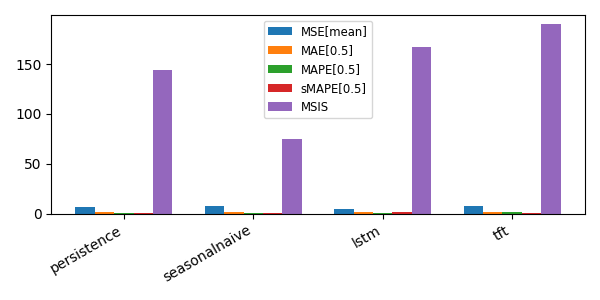 MSE[mean]
MAE[0.5]
MAPE[0.5]
sMAPE[0.5]
MSIS
150
100
50
0
persistence
seasonalnaive
lstm
tft